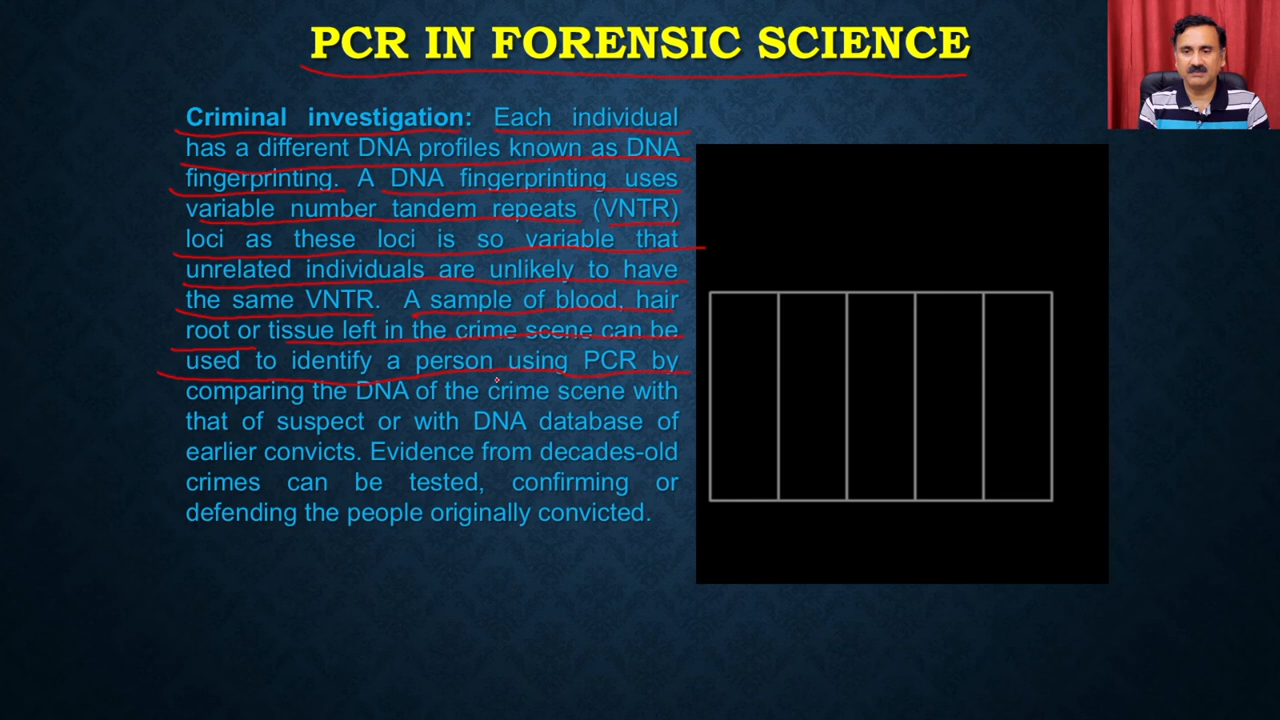 PCR IN FORENSIC SCIENCE
Criminal investigation: Each individual
has a different DNA profiles known as DNA
fingerprinting. A DNA fingerprinting uses
variable number tandem repeats (VNTR)
loci as these loci is so variable that
unrelated individuals are unlikely to have
the same VNTR. A sample of blood, hair
root or tissue left in the crime scene can be
used to identify a person using PCR by
comparing the DNA of the crime scene with
that of suspect or with DNA database of
earlier convicts. Evidence from decades-old
crimes can be tested, confirming or
defending the people originally convicted.